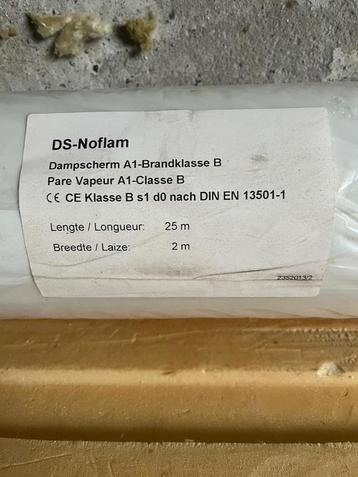 DS-Noflam
Dampscherm A1-Brandklasse B
Pare Vapeur A1-Classe B
CE CE Klasse B s1 d0 nach DIN EN 13501-1
Lengte / Longueur: 25 m
Breedte / Laize: 2 m
2352013/2